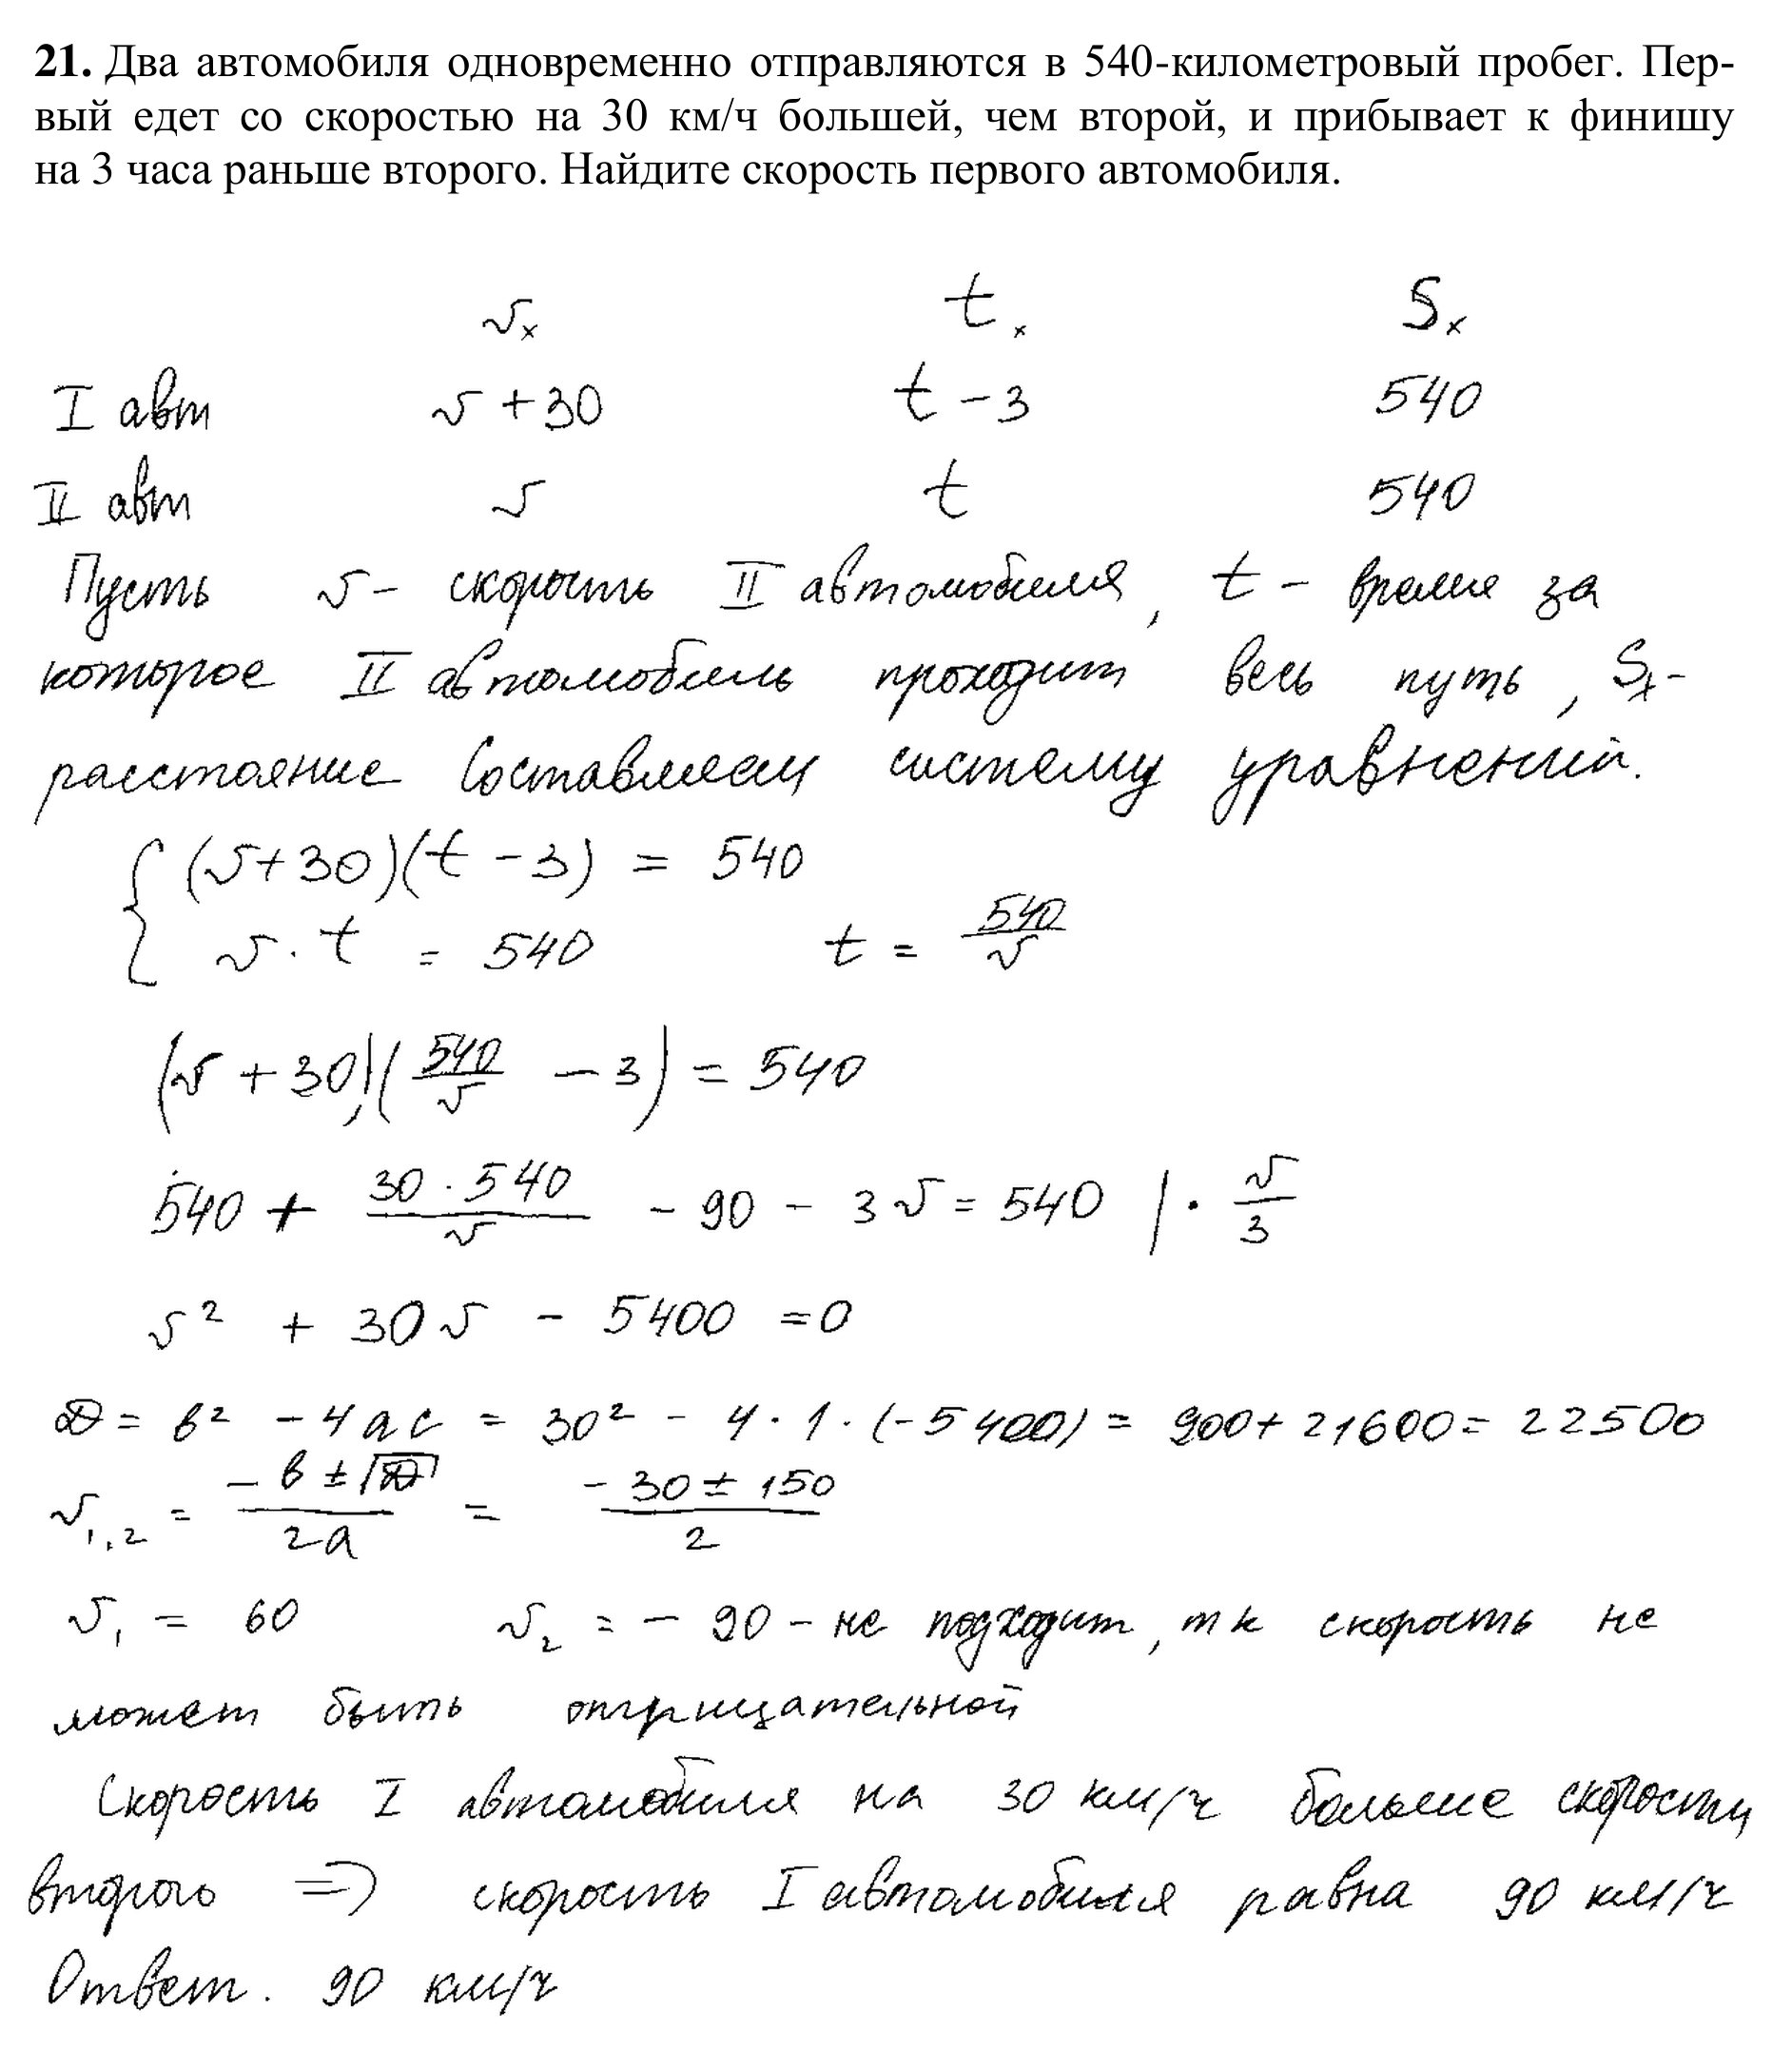 21. Два автомобиля одновременно отправляются в 540-километровый пробег. Пер-
вый едет со скоростью на 30 км/ч большей, чем второй, и прибывает к финишу
на 3 часа раньше второго. Найдите скорость первого автомобиля.
vₓ tₓ Sₓ
I авт v + 30 t - 3 540
II авт v t 540
Пусть v - скорость II автомобиля, t - время за
которое II автомобиль проходит весь путь, Sₓ -
расстояние Составляем систему уравнений.
(v+30)(t - 3) = 540
v · t = 540 t = 540/v
(v + 30)(540/v - 3) = 540
540 + 30 · 540/v - 90 - 3v = 540 | · v/3
v² + 30v - 5400 = 0
D = b² - 4ac = 30² - 4 · 1 · (-5400) = 900 + 21600 = 22500
v₁,₂ = (-b ± √D)/2a = (-30 ± 150)/2
v₁ = 60 v₂ = - 90 - не подходит, т к скорость не
может быть отрицательной
Скорость I автомобиля на 30 км/ч больше скорости
второго => скорость I автомобиля равна 90 км/ч
Ответ. 90 км/ч